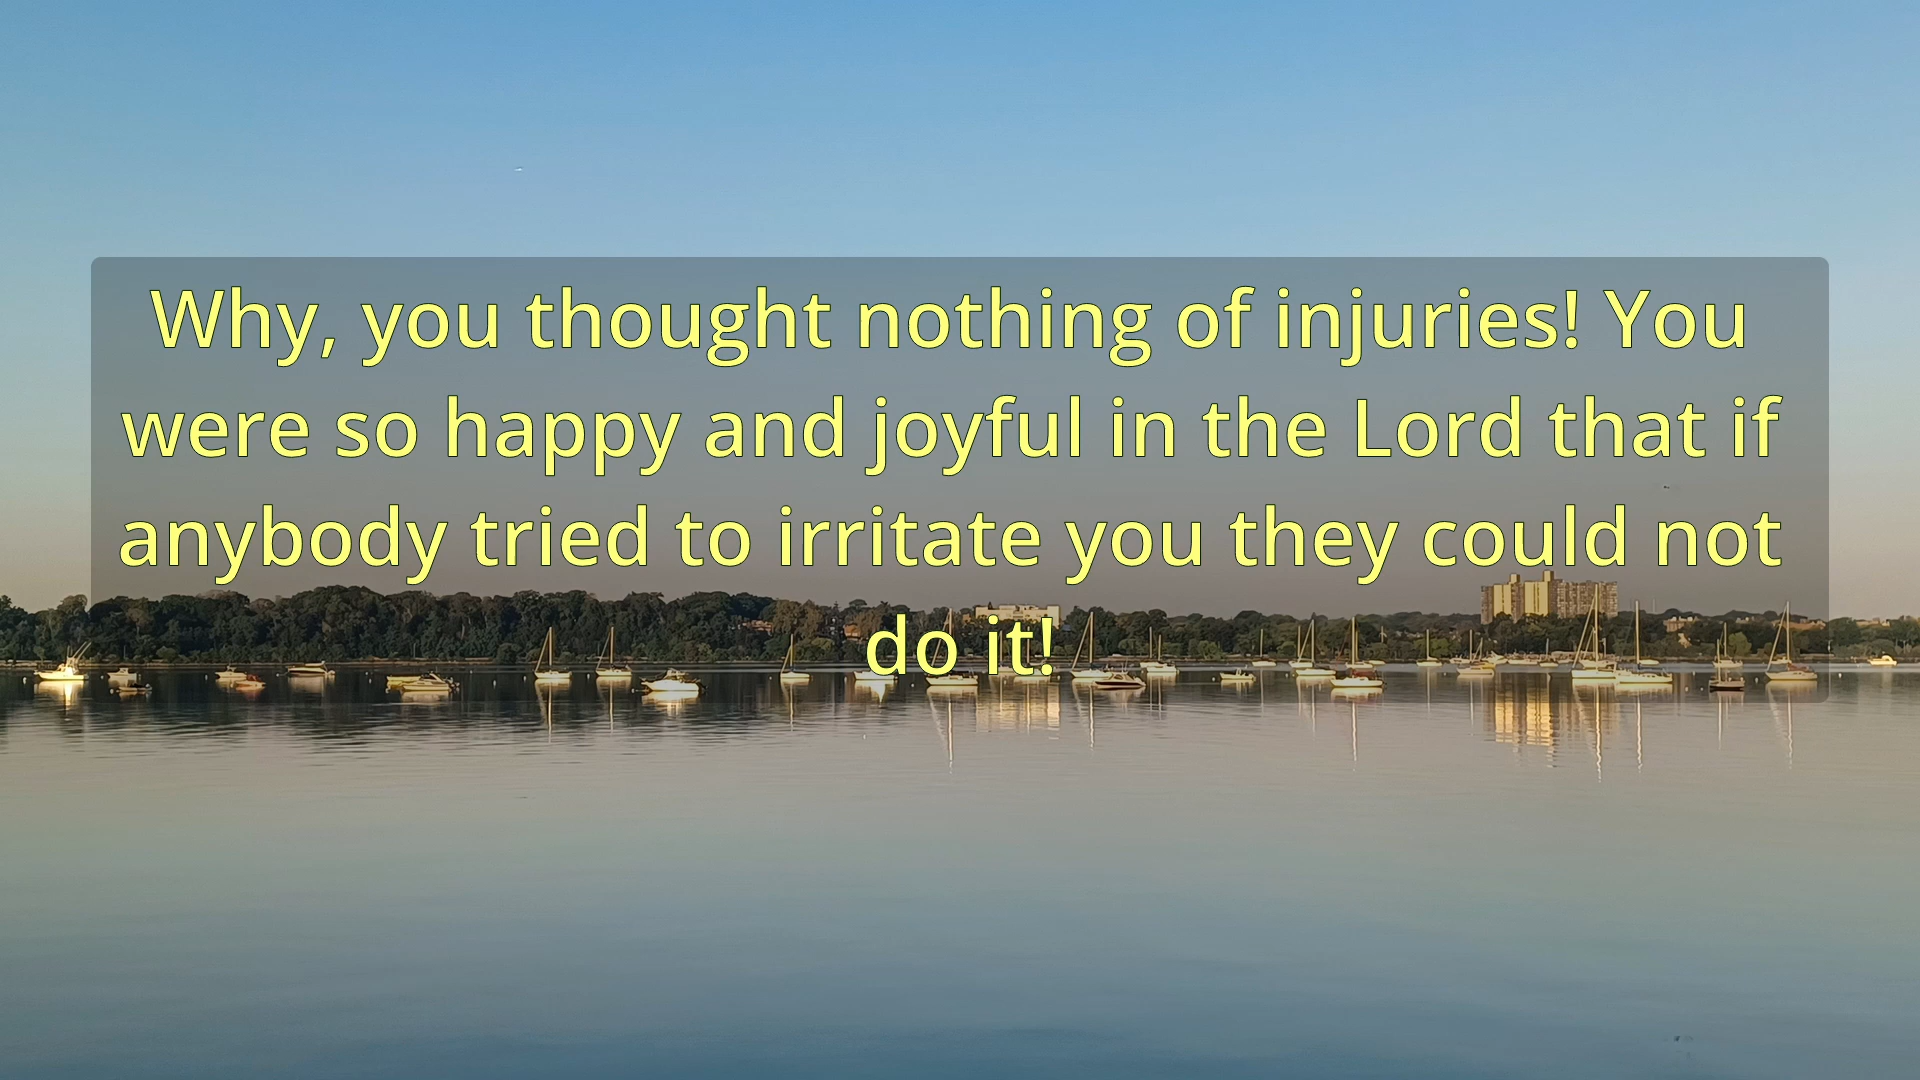 Why, you thought nothing of injuries! You
were so happy and joyful in the Lord that if
anybody tried to irritate you they could not
do it!